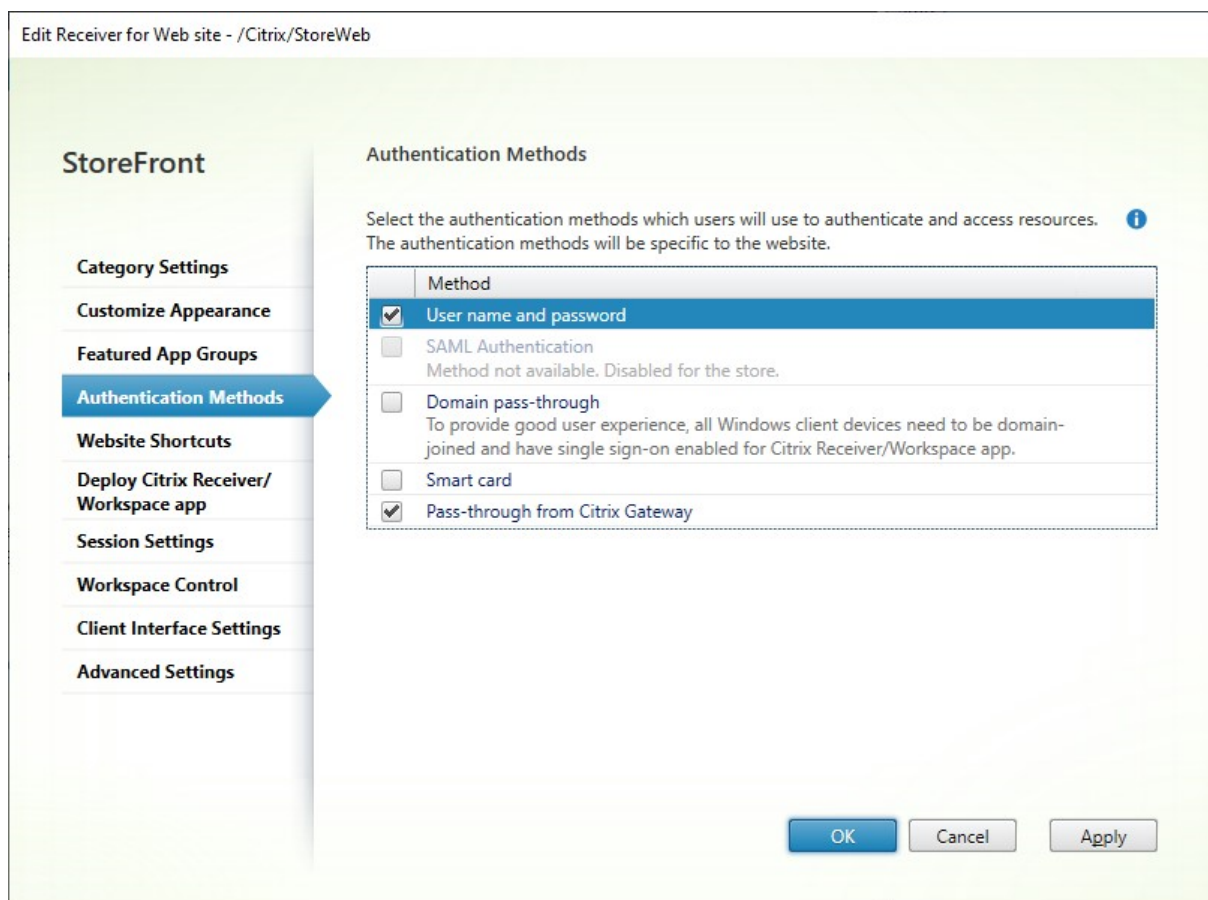 Edit Receiver for Web site - /Citrix/StoreWeb
StoreFront
Category Settings
Customize Appearance
Featured App Groups
Authentication Methods
Website Shortcuts
Deploy Citrix Receiver/
Workspace app
Session Settings
Workspace Control
Client Interface Settings
Advanced Settings
Authentication Methods
Select the authentication methods which users will use to authenticate and access resources.
The authentication methods will be specific to the website.
Method
User name and password
SAML Authentication
Method not available. Disabled for the store.
Domain pass-through
To provide good user experience, all Windows client devices need to be domain-
joined and have single sign-on enabled for Citrix Receiver/Workspace app.
Smart card
Pass-through from Citrix Gateway
OK
Cancel
Apply